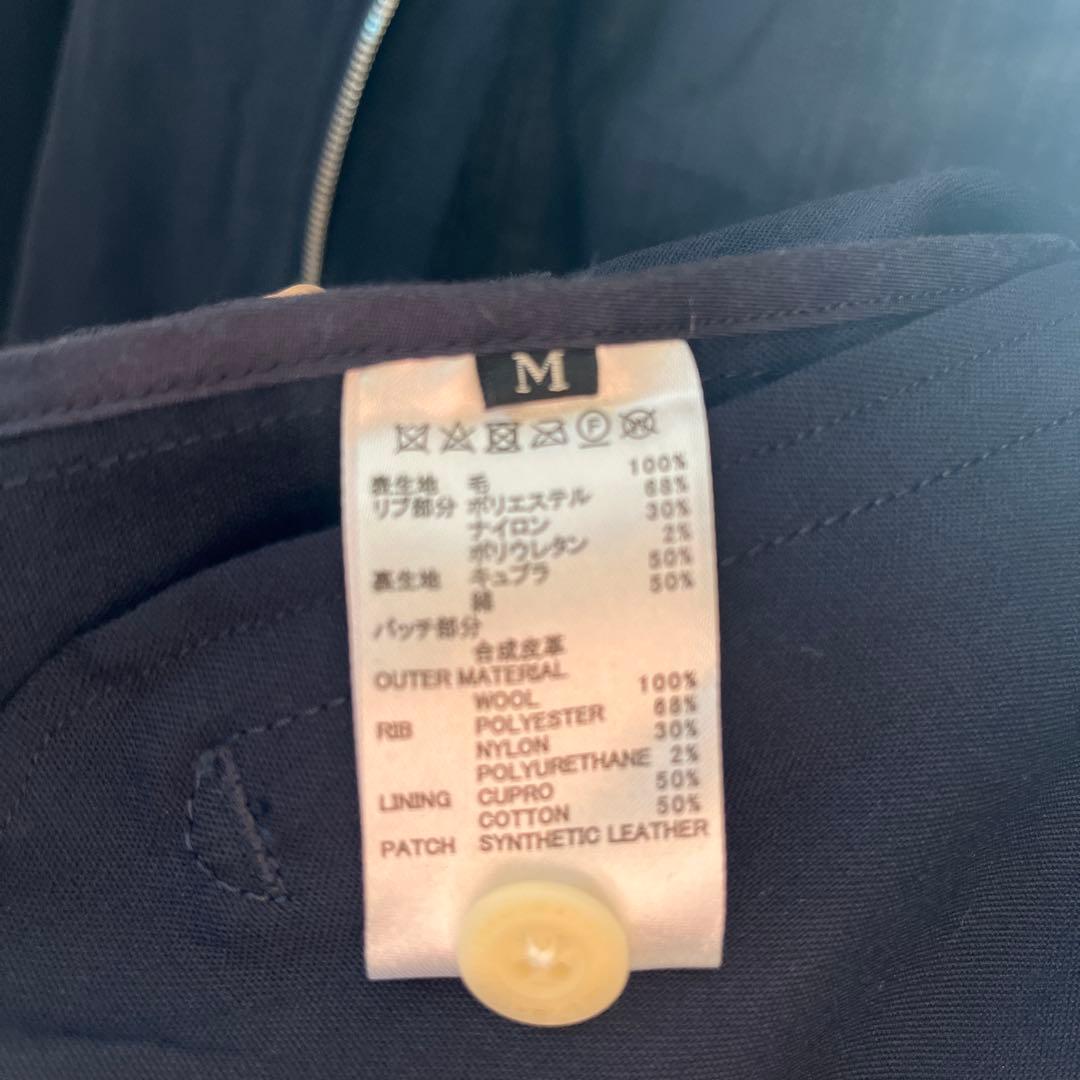 M
F
100%
表生地 毛 68%
リブ部分 ポリエステル 30%
ナイロン 2%
ポリウレタン 50%
裏生地 キュプラ 50%
綿
パッチ部分
合成皮革
OUTER MATERIAL
WOOL 100%
RIB POLYESTER 68%
NYLON 30%
POLYURETHANE 2%
LINING CUPRO 50%
COTTON 50%
PATCH SYNTHETIC LEATHER